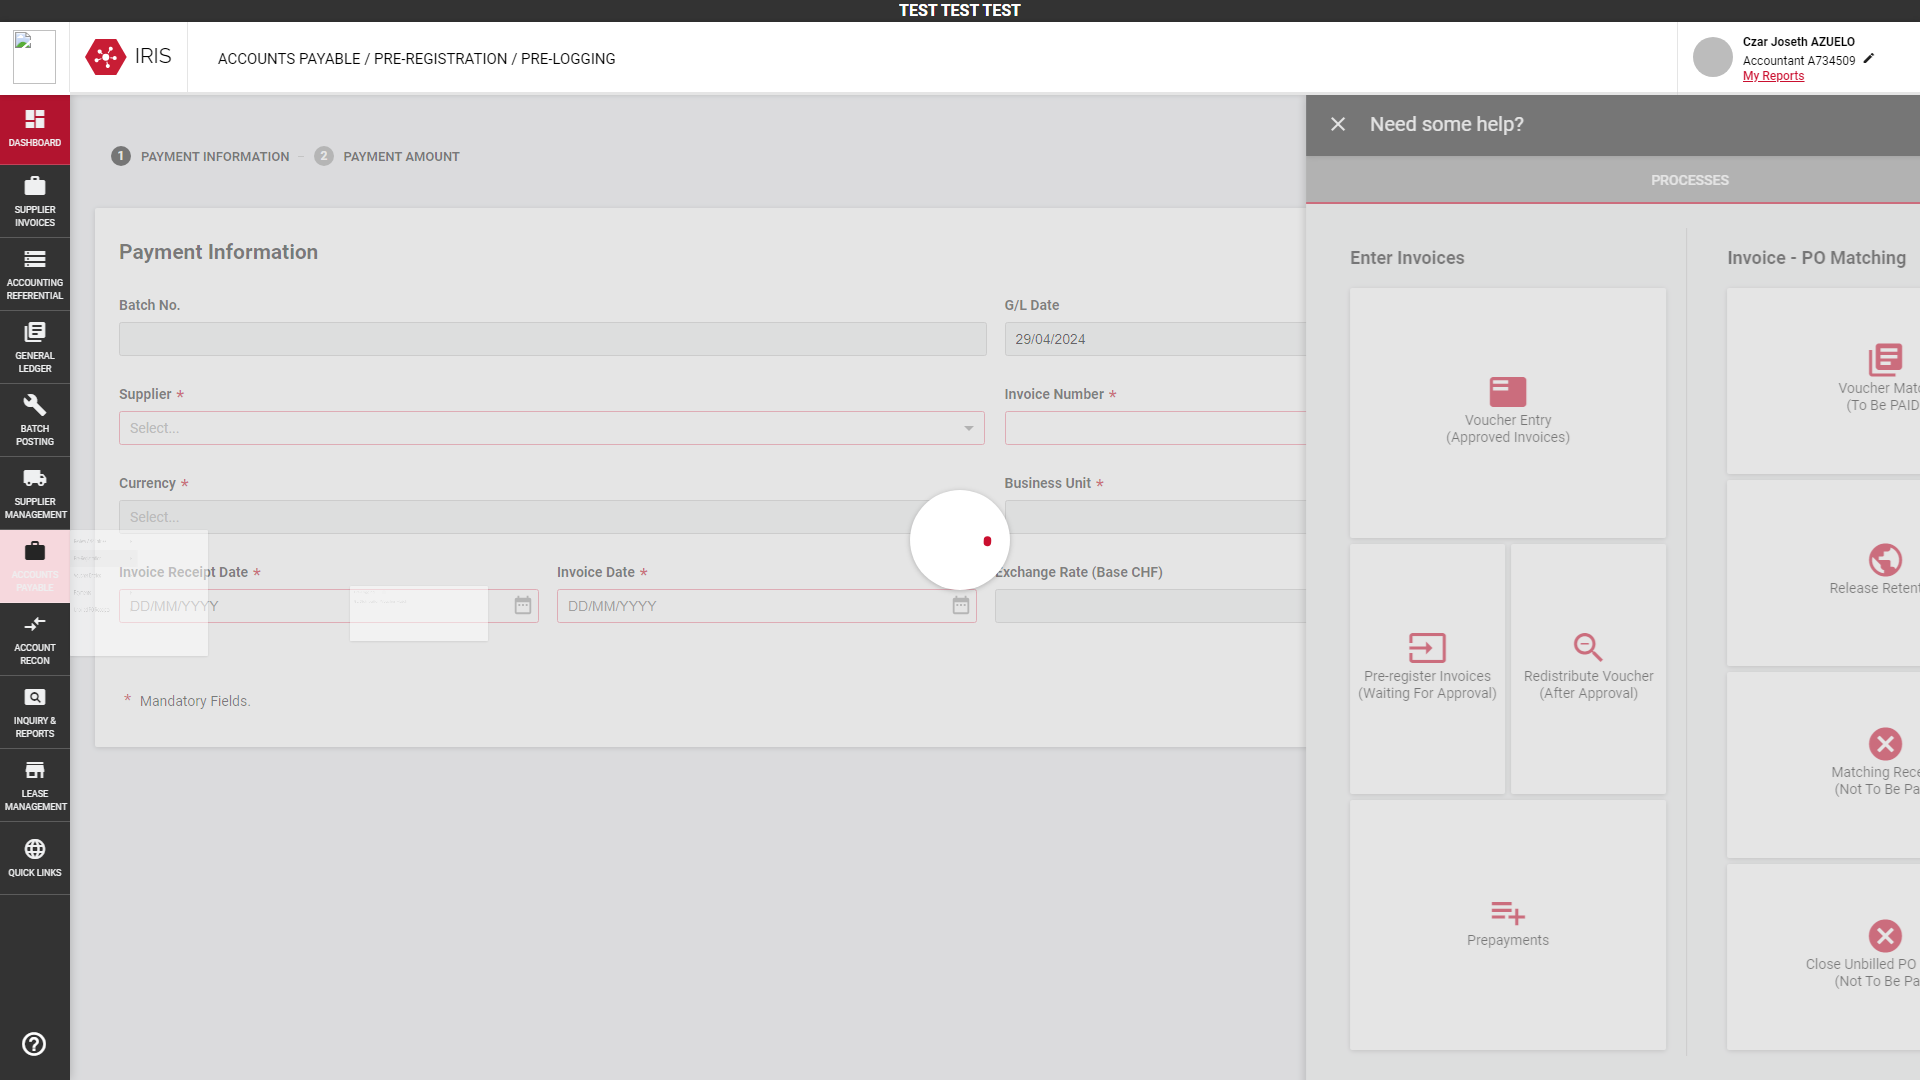 TEST TEST TEST
IRIS
ACCOUNTS PAYABLE / PRE-REGISTRATION / PRE-LOGGING
Czar Joseth AZUELO
Accountant A734509
My Reports
DASHBOARD
SUPPLIER
INVOICES
ACCOUNTING
REFERENTIAL
GENERAL
LEDGER
BATCH
POSTING
SUPPLIER
MANAGEMENT
ACCOUNTS
PAYABLE
ACCOUNT
RECON
INQUIRY &
REPORTS
LEASE
MANAGEMENT
QUICK LINKS
1 PAYMENT INFORMATION
2 PAYMENT AMOUNT
Payment Information
Batch No.
G/L Date
29/04/2024
Supplier *
Select...
Invoice Number *
Currency *
Select...
Business Unit *
Invoice Receipt Date *
DD/MM/YYYY
Invoice Date *
DD/MM/YYYY
Exchange Rate (Base CHF)
* Mandatory Fields.
Need some help?
PROCESSES
Enter Invoices
Voucher Entry
(Approved Invoices)
Pre-register Invoices
(Waiting For Approval)
Redistribute Voucher
(After Approval)
Prepayments
Invoice - PO Matching
Voucher Mat
(To Be PAID
Release Reten
Matching Rece
(Not To Be Pa
Close Unbilled PO
(Not To Be Pa